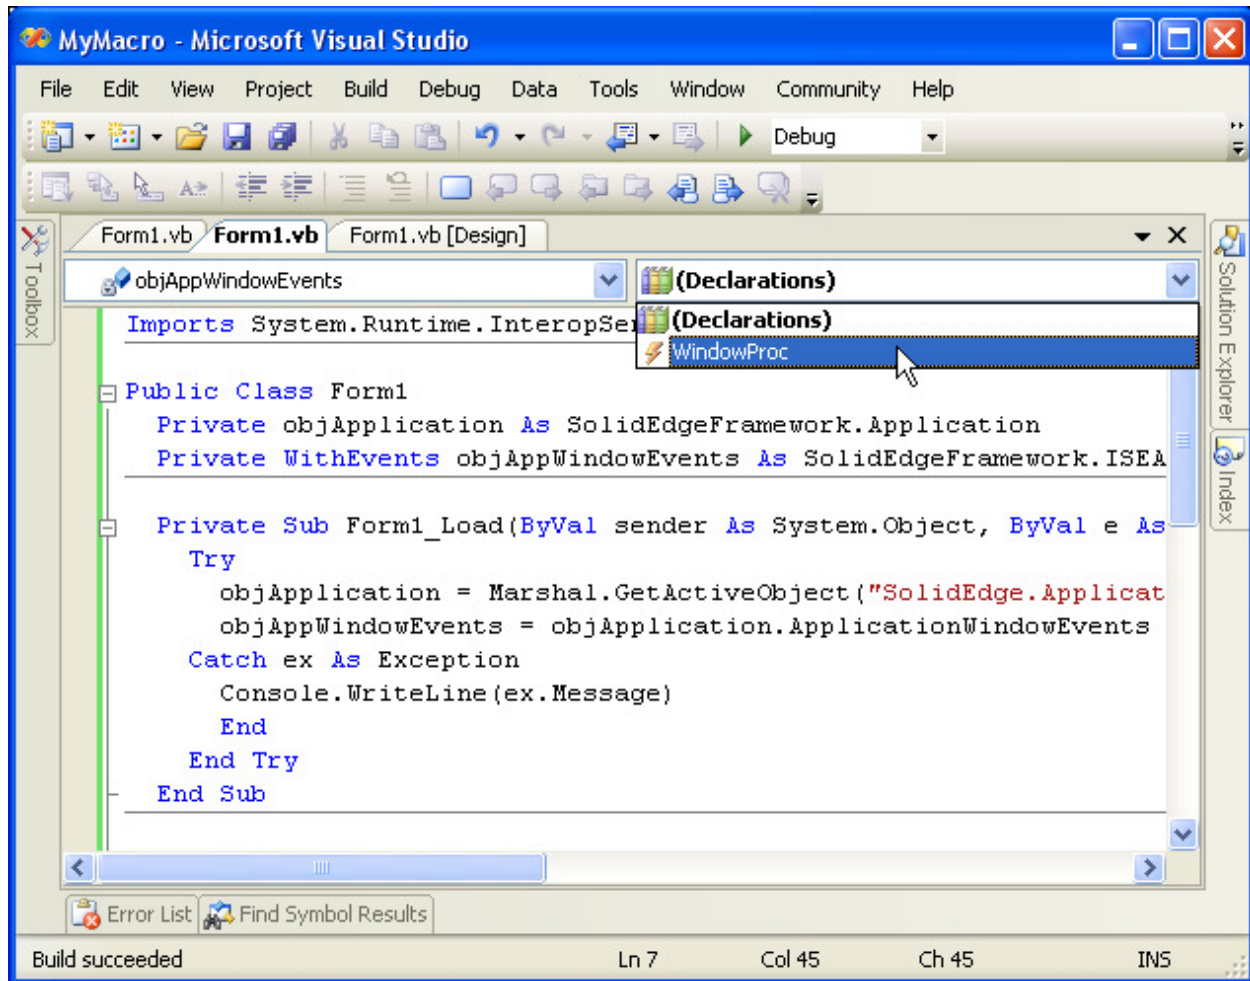 MyMacro - Microsoft Visual Studio
File Edit View Project Build Debug Data Tools Window Community Help
Debug
Form1.vb Form1.vb Form1.vb [Design]
objAppWindowEvents (Declarations)
(Declarations)
WindowProc
Toolbox
Solution Explorer
Index
Imports System.Runtime.InteropSer
Public Class Form1
Private objApplication As SolidEdgeFramework.Application
Private WithEvents objAppWindowEvents As SolidEdgeFramework.ISEA
Private Sub Form1_Load(ByVal sender As System.Object, ByVal e As
Try
objApplication = Marshal.GetActiveObject("SolidEdge.Applicat
objAppWindowEvents = objApplication.ApplicationWindowEvents
Catch ex As Exception
Console.WriteLine(ex.Message)
End
End Try
End Sub
Error List Find Symbol Results
Build succeeded Ln 7 Col 45 Ch 45 INS